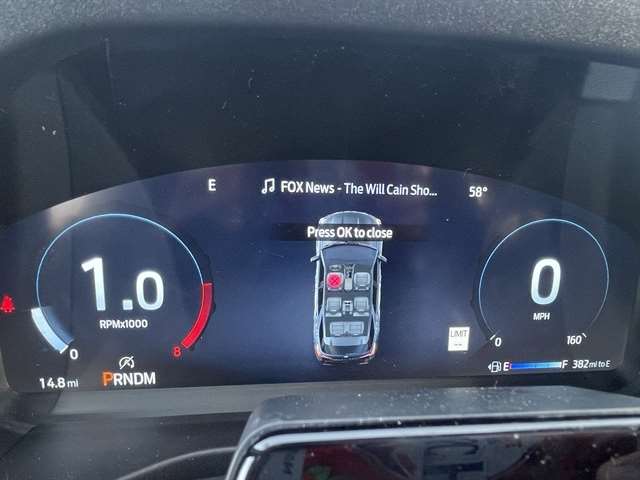 E
FOX News - The Will Cain Sho...
58°
Press OK to close
1.0
RPMx1000
0
8
14.8 mi
PRNDM
0
MPH
LIMIT
--
0
160
E
F
382 mi to E